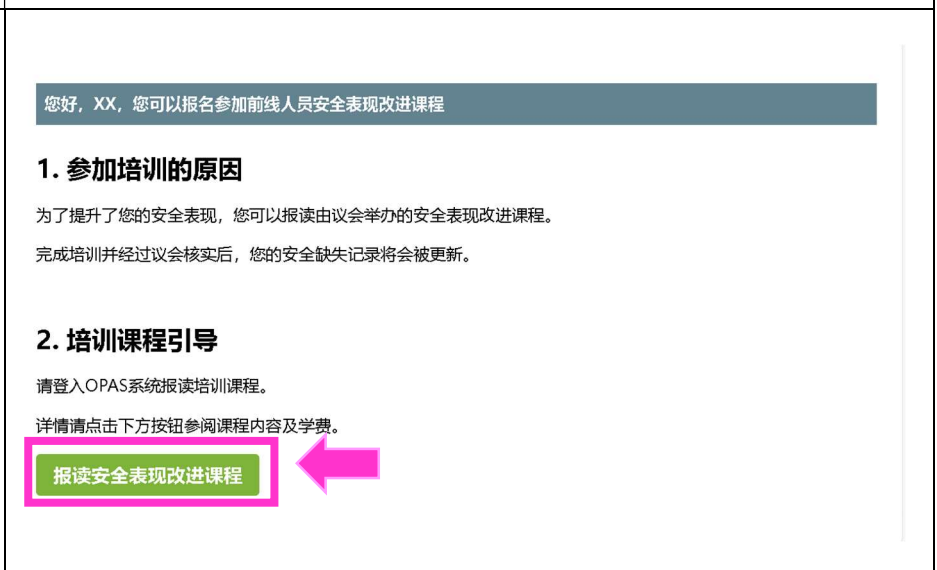 您好，XX，您可以报名参加前线人员安全表现改进课程
1. 参加培训的原因
为了提升了您的安全表现，您可以报读由议会举办的安全表现改进课程。
完成培训并经过议会核实后，您的安全缺失记录将会被更新。
2. 培训课程引导
请登入OPAS系统报读培训课程。
详情请点击下方按钮参阅课程内容及学费。
报读安全表现改进课程